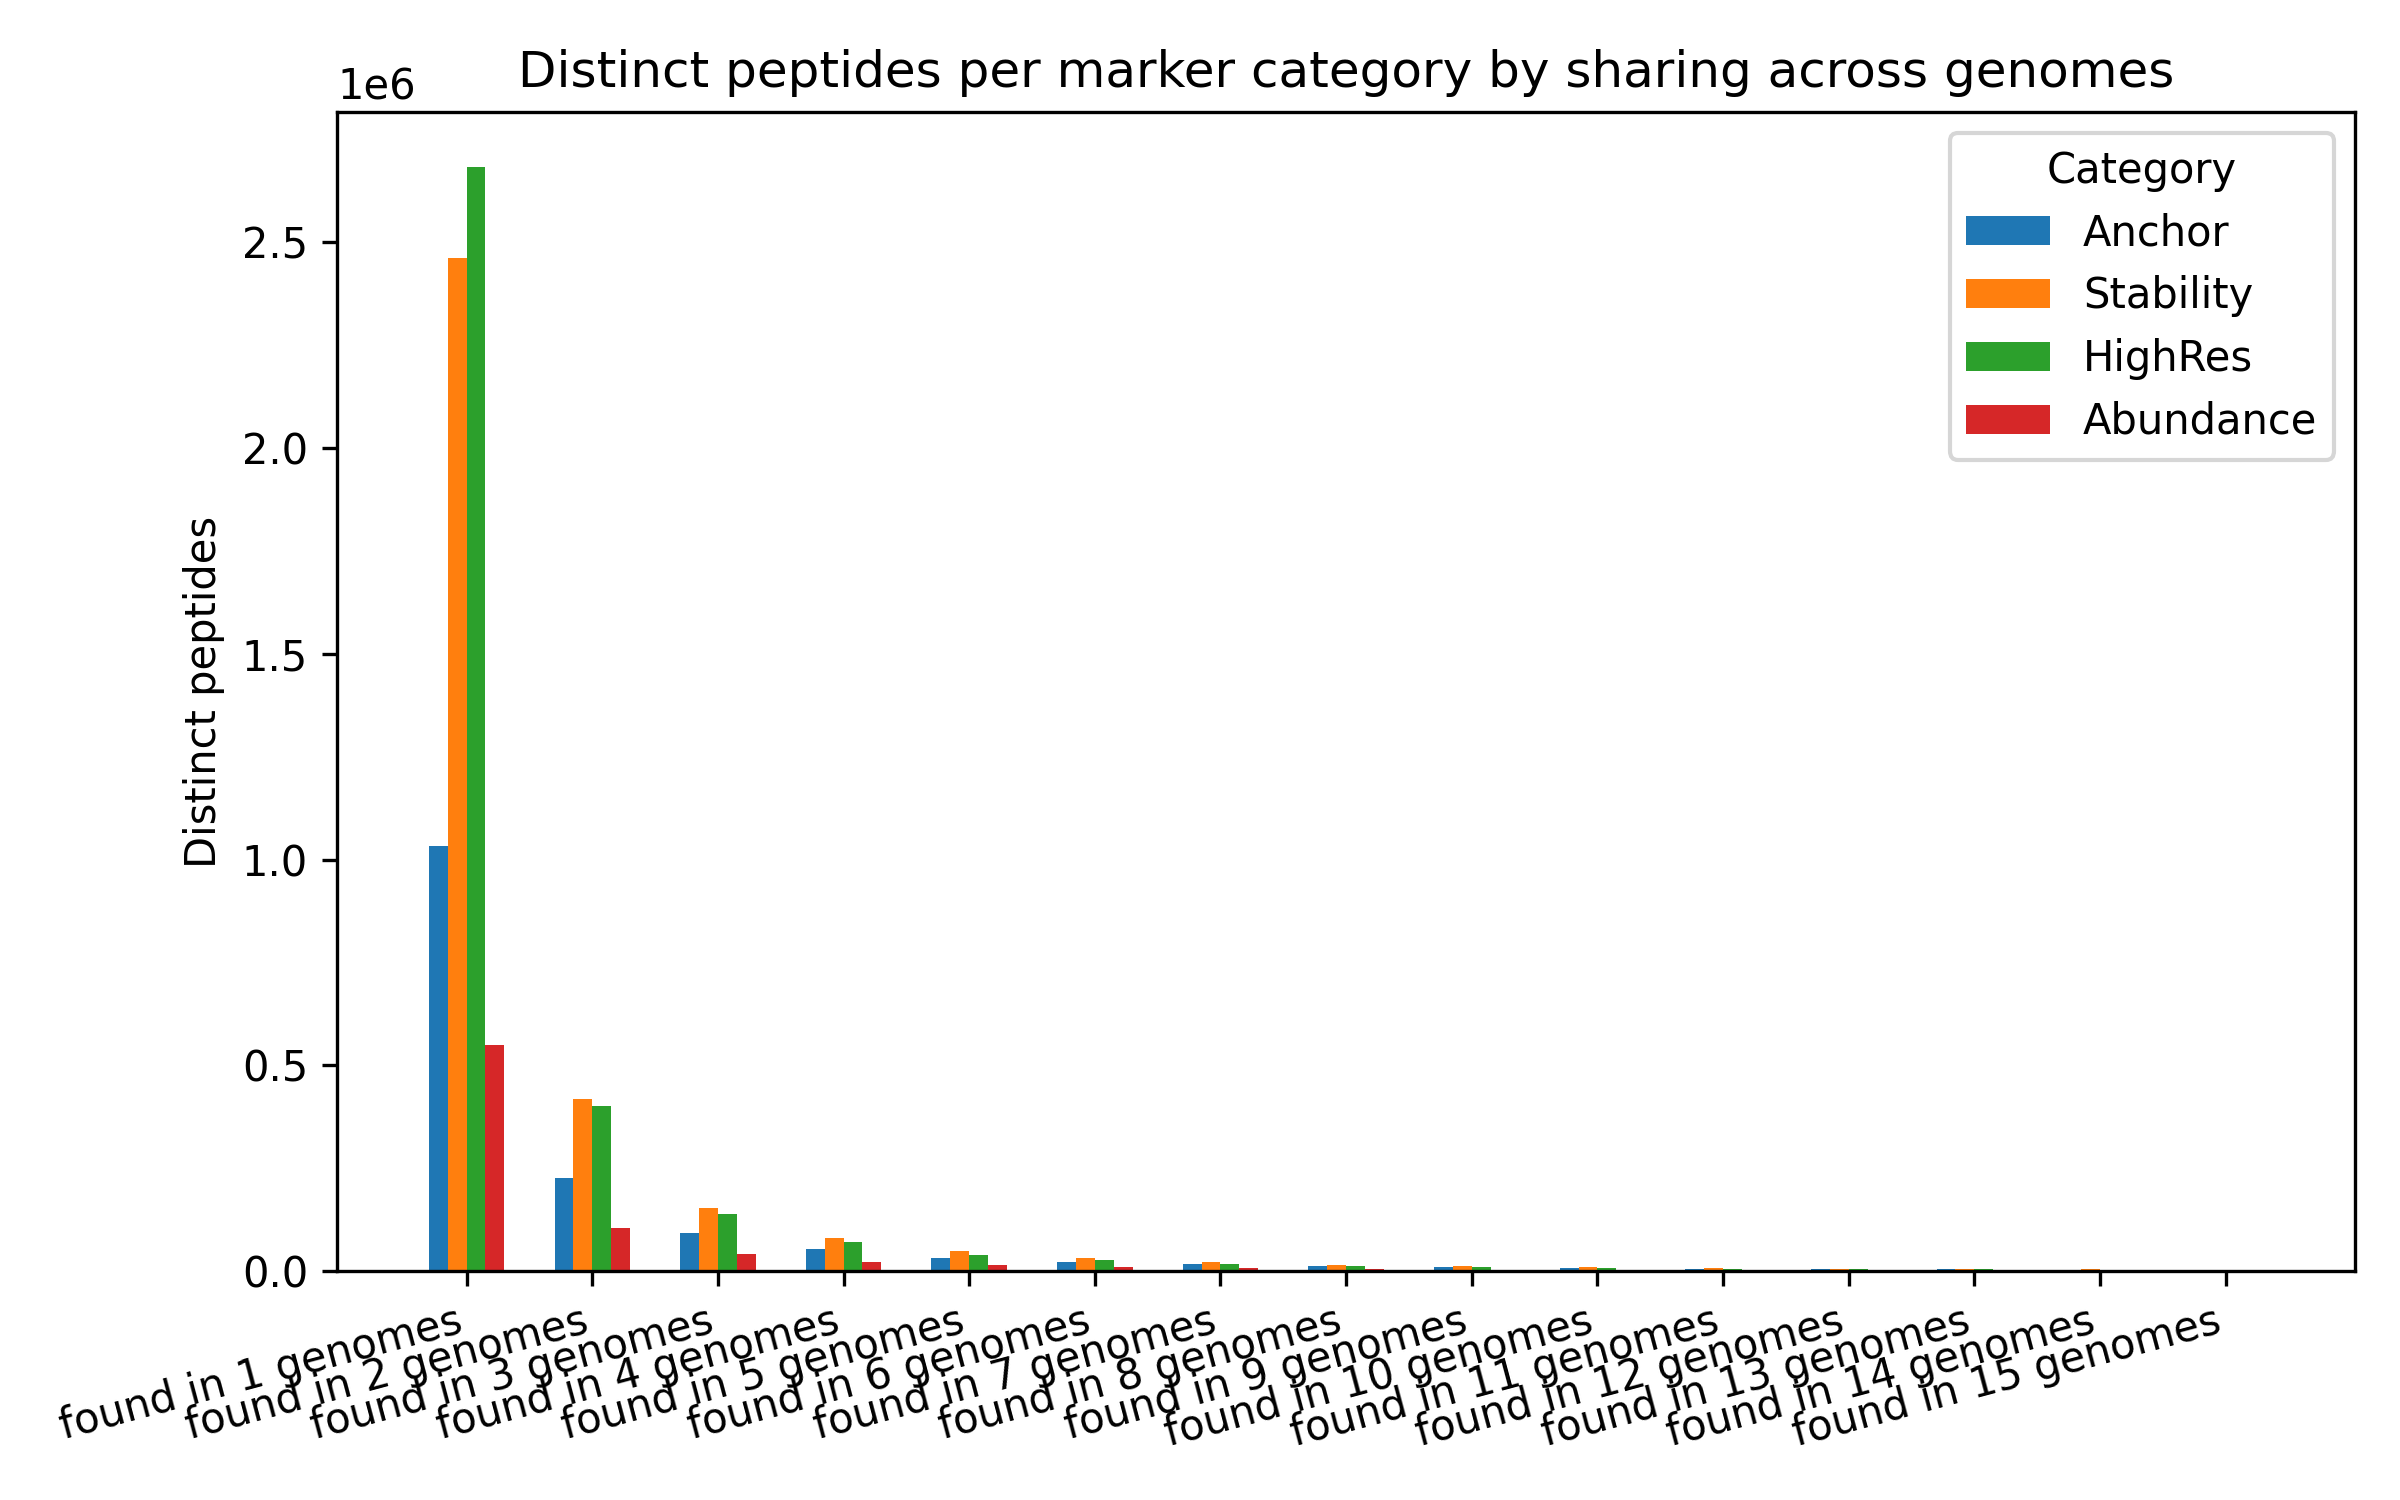 Distinct peptides per marker category by sharing across genomes
1e6
Category
Anchor
Stability
HighRes
Abundance
Distinct peptides
2.5
2.0
1.5
1.0
0.5
0.0
found in 1 genomes
found in 2 genomes
found in 3 genomes
found in 4 genomes
found in 5 genomes
found in 6 genomes
found in 7 genomes
found in 8 genomes
found in 9 genomes
found in 10 genomes
found in 11 genomes
found in 12 genomes
found in 13 genomes
found in 14 genomes
found in 15 genomes